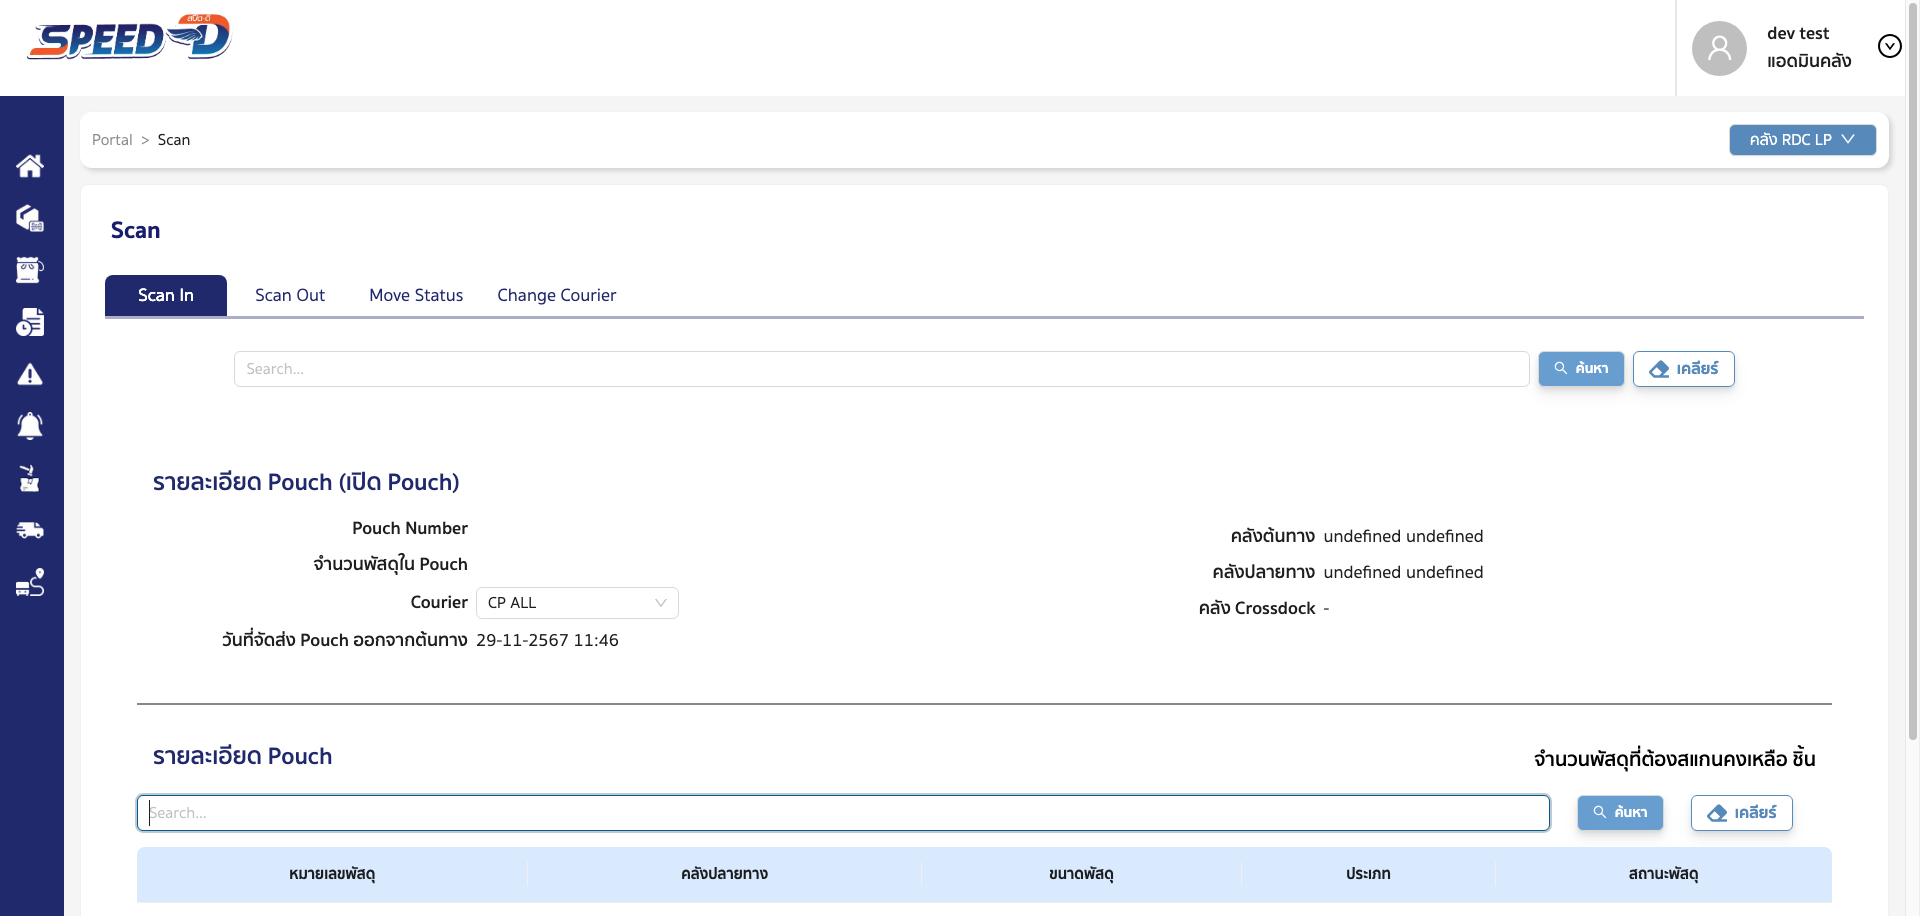 สปีด-ดี
SPEED-D
dev test
แอดมินคลัง
Portal > Scan
คลัง RDC LP
Scan
Scan In
Scan Out
Move Status
Change Courier
Search...
ค้นหา
เคลียร์
รายละเอียด Pouch (เปิด Pouch)
Pouch Number
จำนวนพัสดุใน Pouch
Courier CP ALL
วันที่จัดส่ง Pouch ออกจากต้นทาง 29-11-2567 11:46
คลังต้นทาง undefined undefined
คลังปลายทาง undefined undefined
คลัง Crossdock -
รายละเอียด Pouch
จำนวนพัสดุที่ต้องสแกนคงเหลือ ชิ้น
Search...
ค้นหา
เคลียร์
หมายเลขพัสดุ
คลังปลายทาง
ขนาดพัสดุ
ประเภท
สถานะพัสดุ